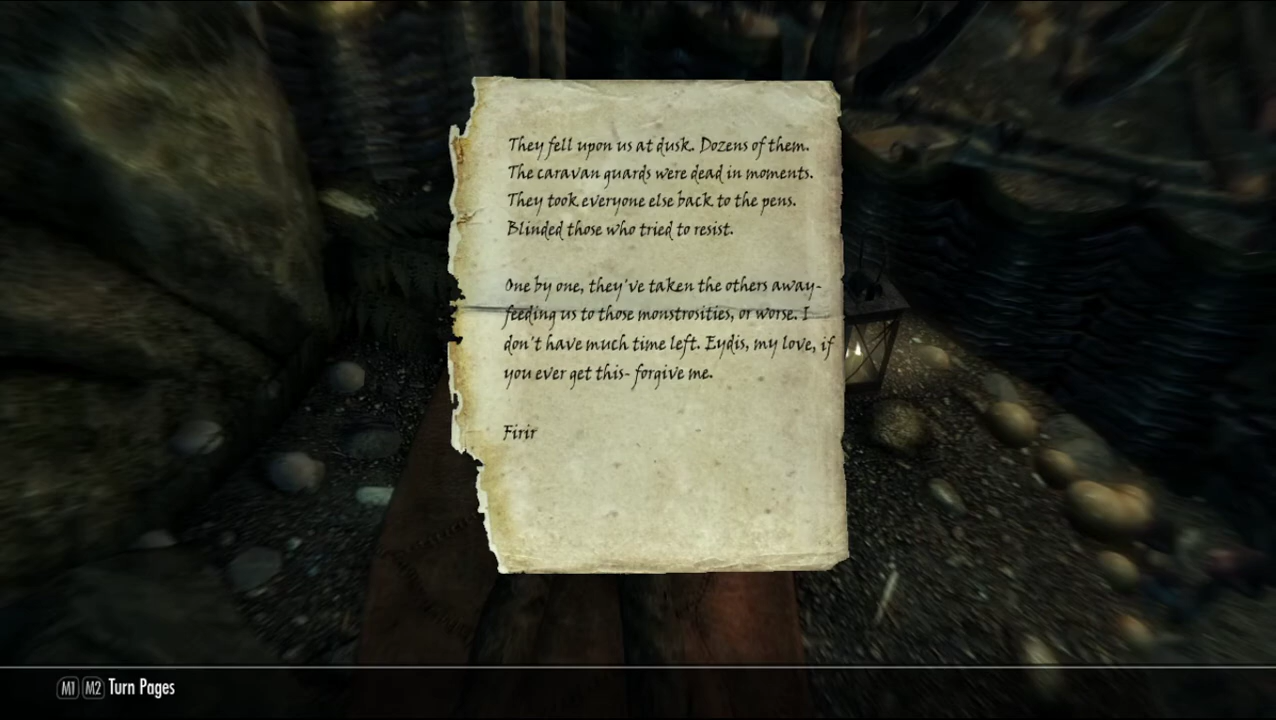 They fell upon us at dusk. Dozens of them.
The caravan guards were dead in moments.
They took everyone else back to the pens.
Blinded those who tried to resist.
One by one, they've taken the others away-
feeding us to those monstrosities, or worse. I
don't have much time left. Eydis, my love, if
you ever get this- forgive me.
Firir
M1 M2 Turn Pages